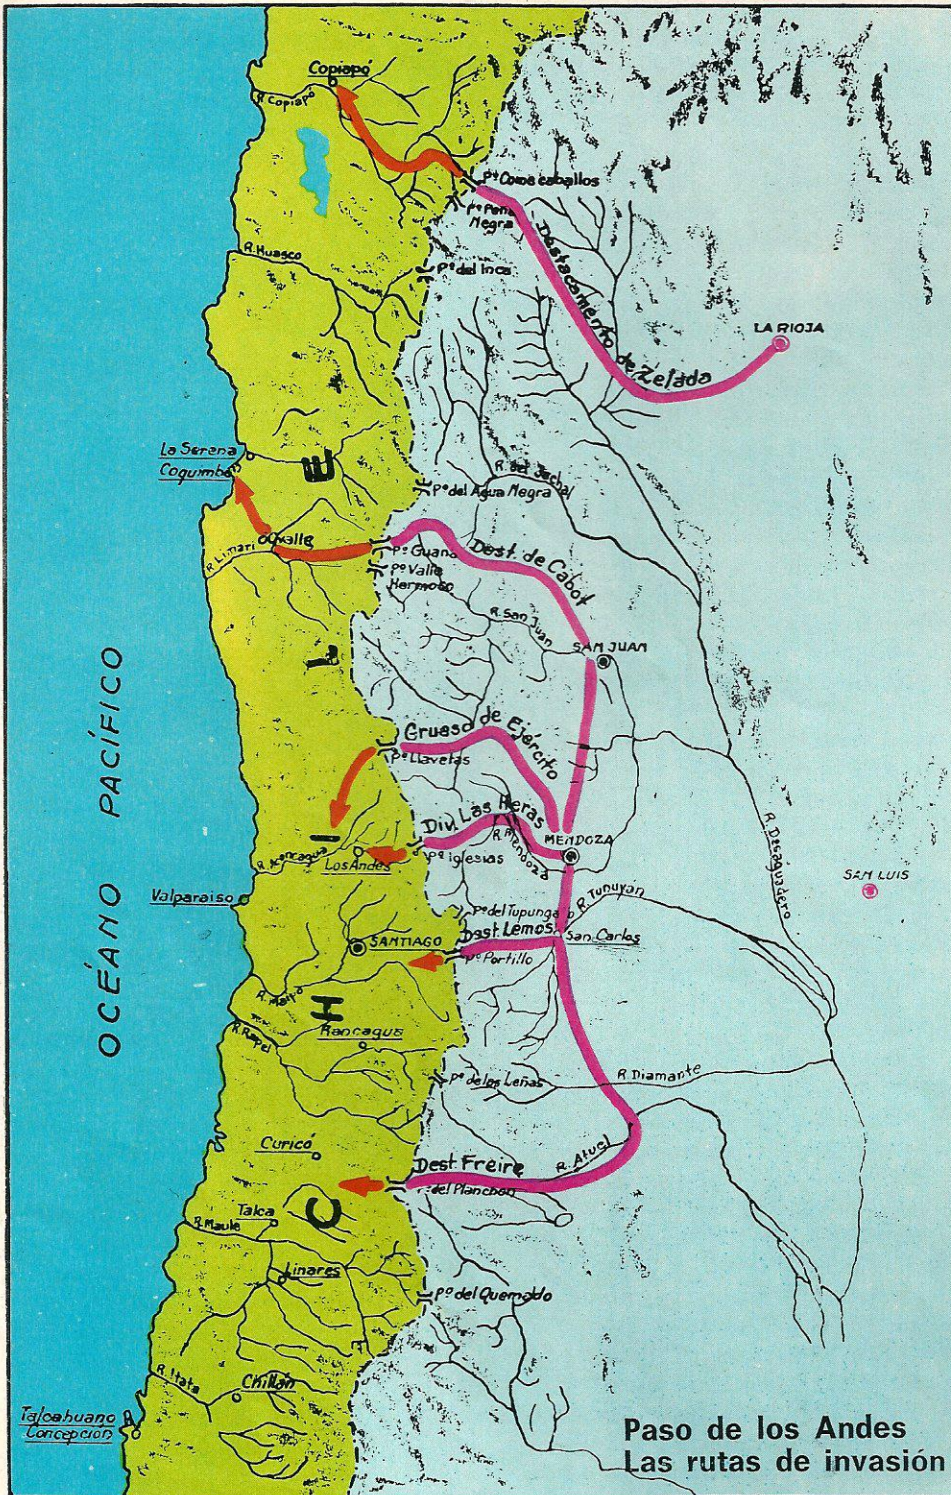 Copiapó
R. Copiapó
Pº Come caballos
Pº Peña
Negra
R. Huasco
Pº del Inca
Destacamento de Zelada
LA RIOJA
La Serena
Coquimbo
R. del Jachal
Pº del Agua Negra
Ovalle
R. Limari
Pº Guana
Pº Valle
Hermoso
Dest. de Cabot
R. San Juan
SAN JUAN
Grueso de Ejército
Pº Llavetas
Div. Las Heras
R. Mendoza
MENDOZA
R. Aconcagua
Los Andes
Pº Iglesias
R. Desaguadero
SAN LUIS
Valparaiso
Pº del Tupungato
R. Tunuyan
SANTIAGO
Dest. Lemos
San Carlos
Pº Portillo
R. Maipo
R. Rapel
Rancagua
Pº de las Leñas
R. Diamante
Curicó
Dest. Freire
R. Atuel
Pº del Planchon
Talca
R. Maule
Linares
Pº del Quemado
R. Itata
Chillán
Talcahuano
Concepción
CHILE
OCÉANO PACÍFICO
Paso de los Andes
Las rutas de invasión